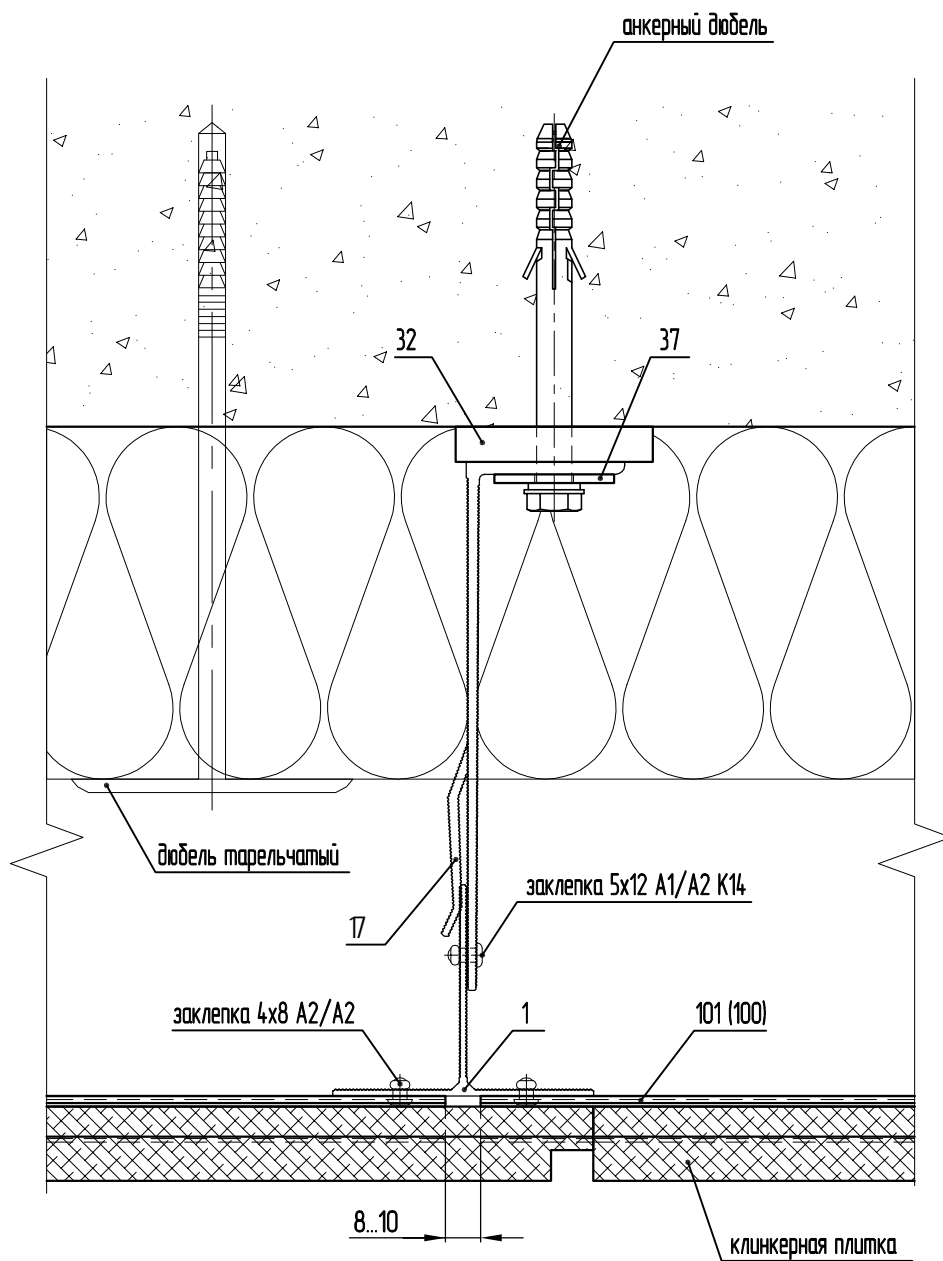 анкерный дюбель
32
37
дюбель тарельчатый
заклепка 5х12 А1/А2 К14
17
заклепка 4х8 А2/А2
1
101 (100)
8...10
клинкерная плитка